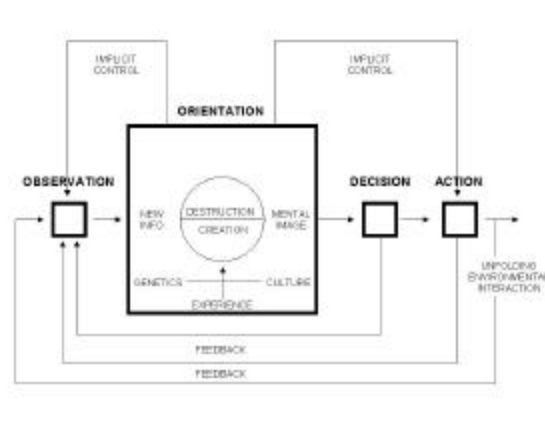 IMPLICIT
CONTROL
IMPLICIT
CONTROL
ORIENTATION
OBSERVATION
DECISION
ACTION
NEW
INFO
DESTRUCTION
CREATION
MENTAL
IMAGE
GENETICS
CULTURE
EXPERIENCE
UNFOLDING
ENVIRONMENTAL
INTERACTION
FEEDBACK
FEEDBACK